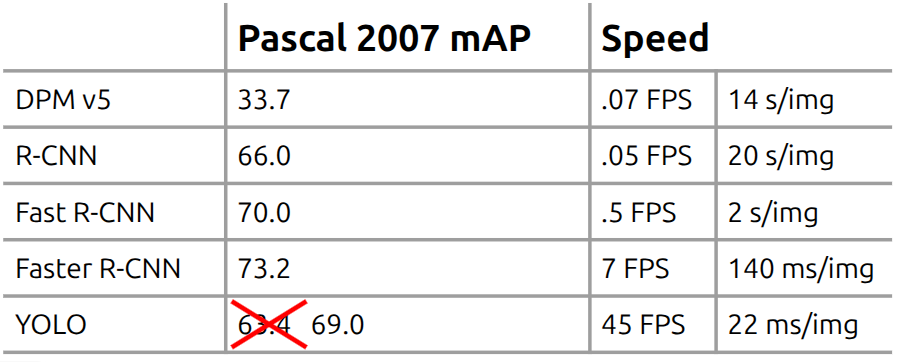 Pascal 2007 mAP Speed
DPM v5 33.7 .07 FPS 14 s/img
R-CNN 66.0 .05 FPS 20 s/img
Fast R-CNN 70.0 .5 FPS 2 s/img
Faster R-CNN 73.2 7 FPS 140 ms/img
YOLO 63.4 69.0 45 FPS 22 ms/img